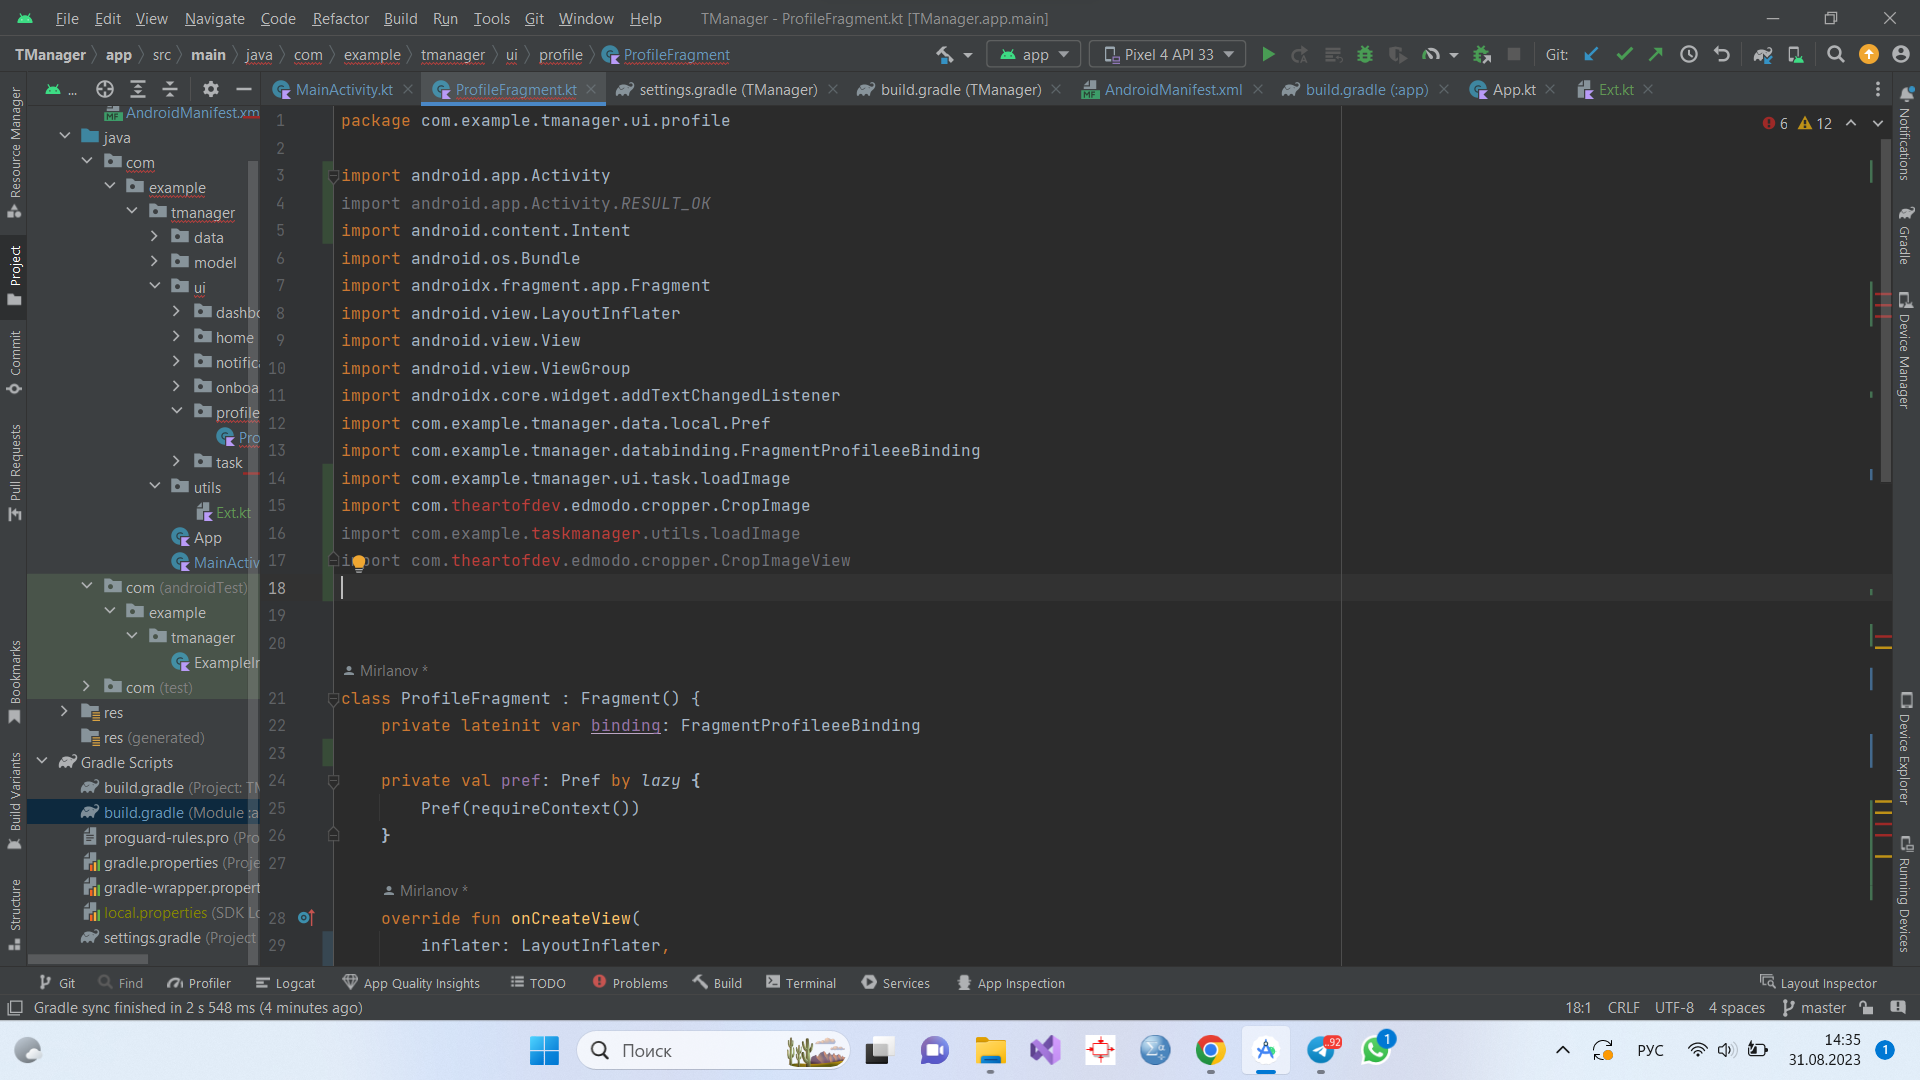 File Edit View Navigate Code Refactor Build Run Tools Git Window Help TManager - ProfileFragment.kt [TManager.app.main]
TManager app src main java com example tmanager ui profile ProfileFragment app Pixel 4 API 33 Git:
... MainActivity.kt ProfileFragment.kt settings.gradle (TManager) build.gradle (TManager) AndroidManifest.xml build.gradle (:app) App.kt Ext.kt
Resource Manager
Project
Commit
Pull Requests
Bookmarks
Build Variants
Structure
AndroidManifest.xm
java
com
example
tmanager
data
model
ui
dashbo
home
notifica
onboa
profile
Pro
task
utils
Ext.kt
App
MainActiv
com (androidTest)
example
tmanager
ExampleIn
com (test)
res
res (generated)
Gradle Scripts
build.gradle (Project: TM
build.gradle (Module :a
proguard-rules.pro (Pro
gradle.properties (Proje
gradle-wrapper.propert
local.properties (SDK Lo
settings.gradle (Project
6 12
1 package com.example.tmanager.ui.profile
2
3 import android.app.Activity
4 import android.app.Activity.RESULT_OK
5 import android.content.Intent
6 import android.os.Bundle
7 import androidx.fragment.app.Fragment
8 import android.view.LayoutInflater
9 import android.view.View
10 import android.view.ViewGroup
11 import androidx.core.widget.addTextChangedListener
12 import com.example.tmanager.data.local.Pref
13 import com.example.tmanager.databinding.FragmentProfileeeBinding
14 import com.example.tmanager.ui.task.loadImage
15 import com.theartofdev.edmodo.cropper.CropImage
16 import com.example.taskmanager.utils.loadImage
17 import com.theartofdev.edmodo.cropper.CropImageView
18
19
20
Mirlanov *
21 class ProfileFragment : Fragment() {
22 private lateinit var binding: FragmentProfileeeBinding
23
24 private val pref: Pref by lazy {
25 Pref(requireContext())
26 }
27
Mirlanov *
28 override fun onCreateView(
29 inflater: LayoutInflater,
Notifications
Gradle
Device Manager
Device Explorer
Running Devices
Git Find Profiler Logcat App Quality Insights TODO Problems Build Terminal Services App Inspection Layout Inspector
Gradle sync finished in 2 s 548 ms (4 minutes ago) 18:1 CRLF UTF-8 4 spaces master
Поиск ..92 1 РУС 14:35 1
31.08.2023